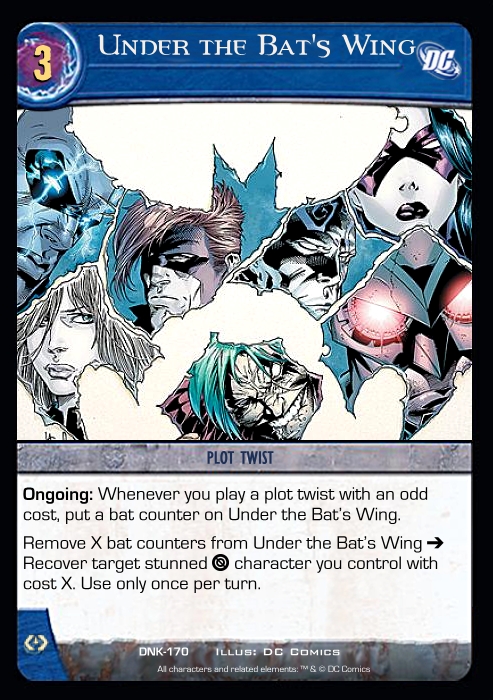 3
UNDER THE BAT'S WING
DC
PLOT TWIST
Ongoing: Whenever you play a plot twist with an odd
cost, put a bat counter on Under the Bat's Wing.
Remove X bat counters from Under the Bat's Wing ➔
Recover target stunned character you control with
cost X. Use only once per turn.
DNK-170 ILLUS: DC COMICS
All characters and related elements: ™ & © DC Comics